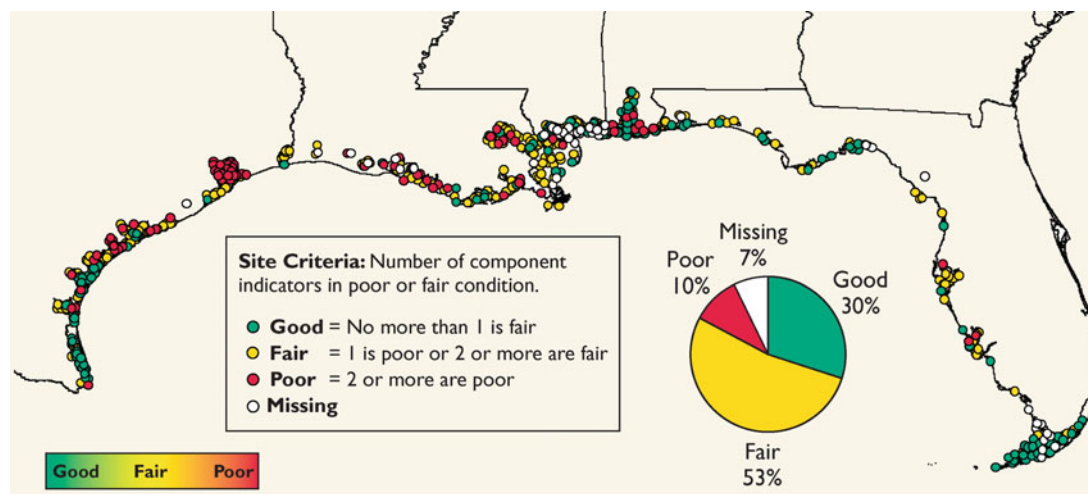 Site Criteria: Number of component
indicators in poor or fair condition.
Good = No more than 1 is fair
Fair = 1 is poor or 2 or more are fair
Poor = 2 or more are poor
Missing
Missing
7%
Poor
10%
Good
30%
Fair
53%
Good Fair Poor